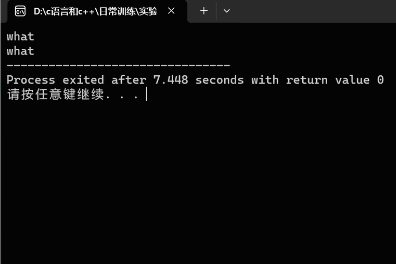 D:\c语言和c++\日常训练\实验
what
what
--------------------------------
Process exited after 7.448 seconds with return value 0
请按任意键继续. . .